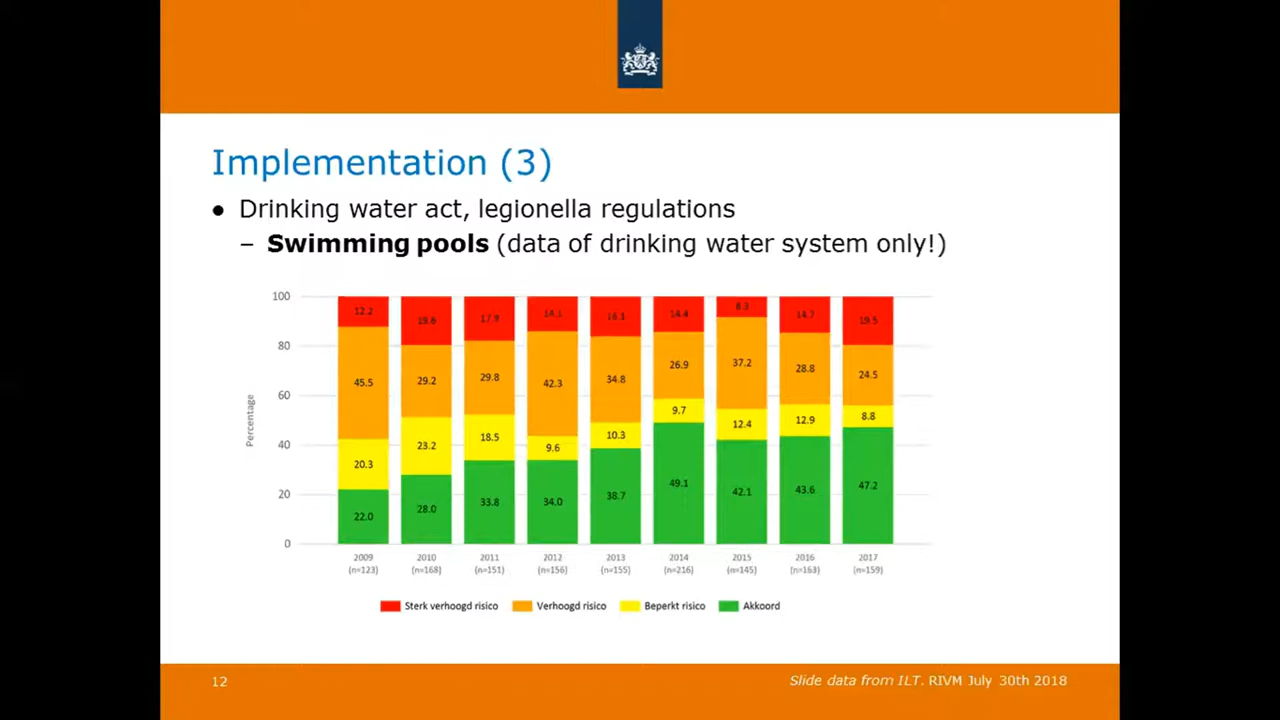 Implementation (3)
● Drinking water act, legionella regulations
– Swimming pools (data of drinking water system only!)
100
80
60
40
20
0
Percentage
12.2 19.6 17.9 14.1 16.1 14.4 8.3 14.7 19.5
45.5 29.2 29.8 42.3 34.8 26.9 37.2 28.8 24.5
20.3 23.2 18.5 9.6 10.3 9.7 12.4 12.9 8.8
22.0 28.0 33.8 34.0 38.7 49.1 42.1 43.6 47.2
2009 2010 2011 2012 2013 2014 2015 2016 2017
(n=123) (n=168) (n=151) (n=156) (n=155) (n=216) (n=145) (n=163) (n=159)
Sterk verhoogd risico Verhoogd risico Beperkt risico Akkoord
12 Slide data from ILT. RIVM July 30th 2018